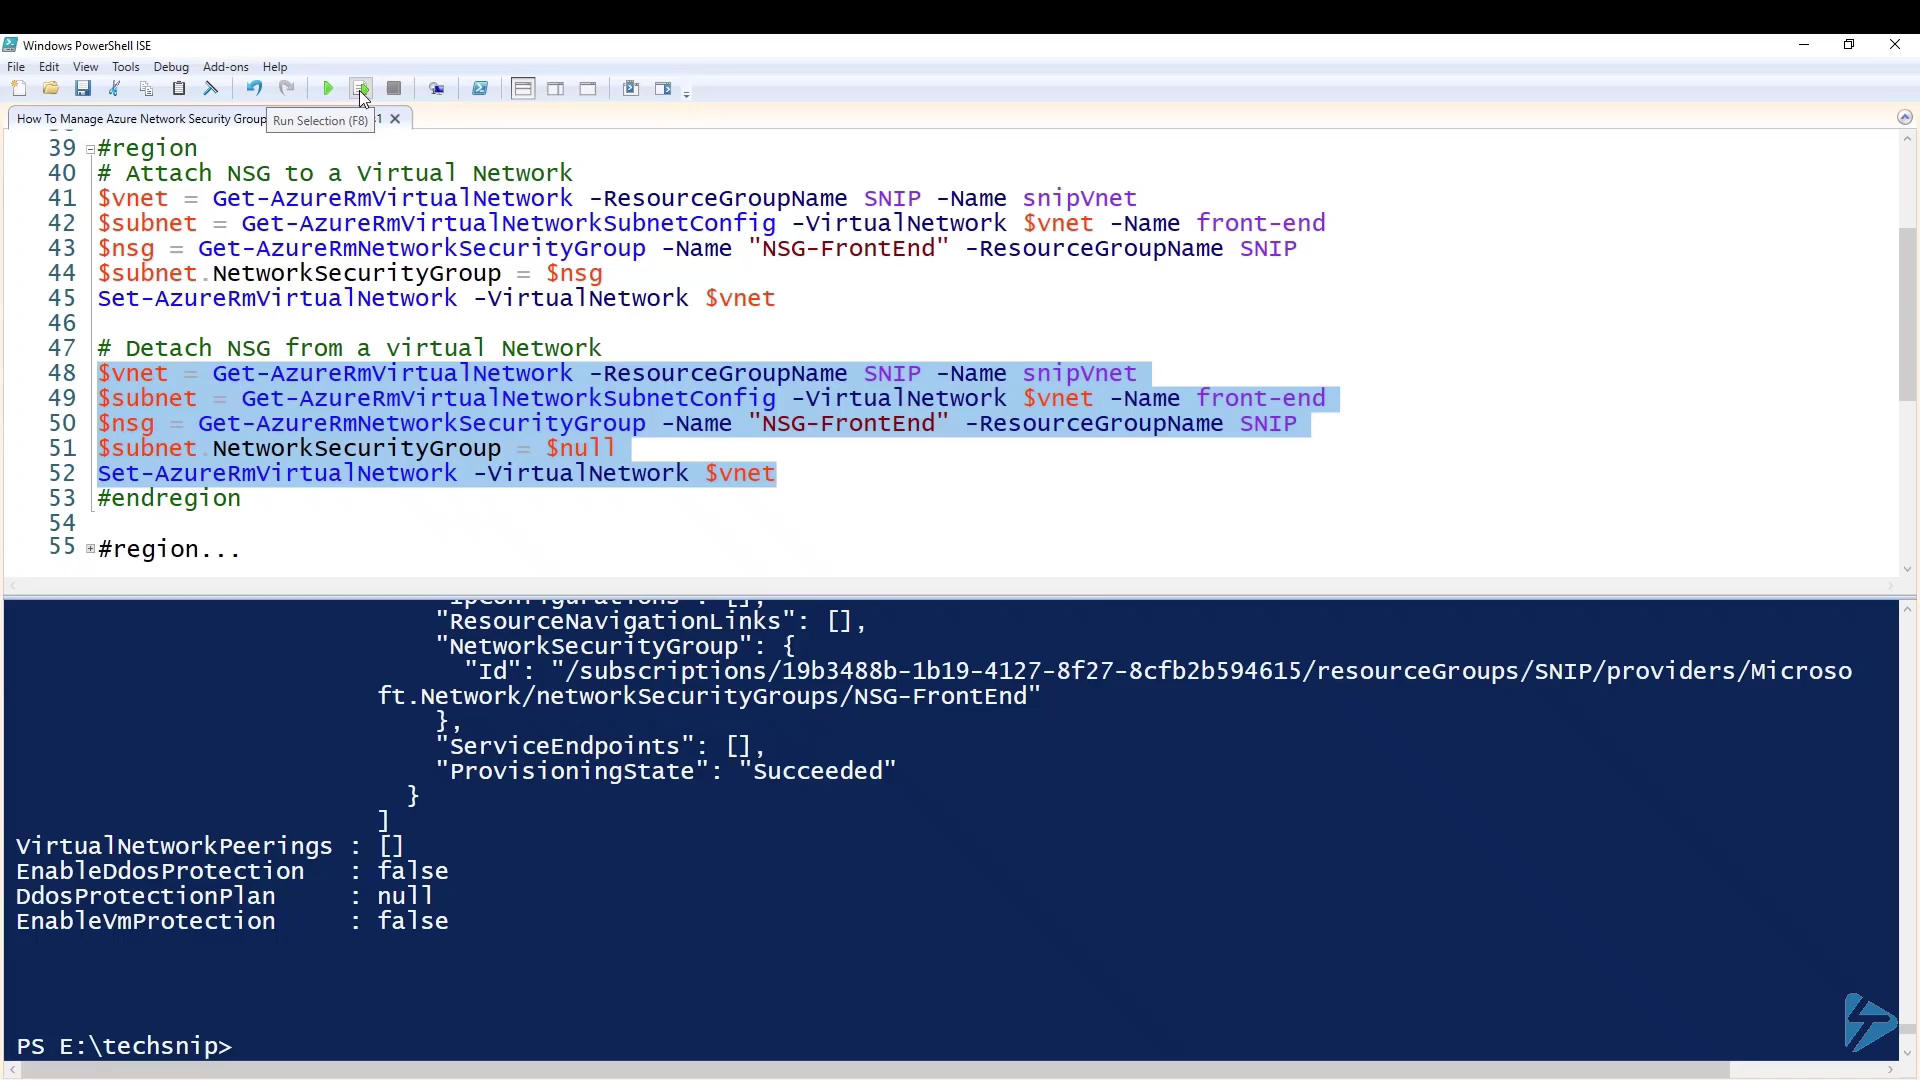 Windows PowerShell ISE
File Edit View Tools Debug Add-ons Help
How To Manage Azure Network Security Group 1
Run Selection (F8)
39 #region
40 # Attach NSG to a Virtual Network
41 $vnet = Get-AzureRmVirtualNetwork -ResourceGroupName SNIP -Name snipVnet
42 $subnet = Get-AzureRmVirtualNetworkSubnetConfig -VirtualNetwork $vnet -Name front-end
43 $nsg = Get-AzureRmNetworkSecurityGroup -Name "NSG-FrontEnd" -ResourceGroupName SNIP
44 $subnet.NetworkSecurityGroup = $nsg
45 Set-AzureRmVirtualNetwork -VirtualNetwork $vnet
46
47 # Detach NSG from a virtual Network
48 $vnet = Get-AzureRmVirtualNetwork -ResourceGroupName SNIP -Name snipVnet
49 $subnet = Get-AzureRmVirtualNetworkSubnetConfig -VirtualNetwork $vnet -Name front-end
50 $nsg = Get-AzureRmNetworkSecurityGroup -Name "NSG-FrontEnd" -ResourceGroupName SNIP
51 $subnet.NetworkSecurityGroup = $null
52 Set-AzureRmVirtualNetwork -VirtualNetwork $vnet
53 #endregion
54
55 #region...
"IpConfigurations": [],
"ResourceNavigationLinks": [],
"NetworkSecurityGroup": {
"Id": "/subscriptions/19b3488b-1b19-4127-8f27-8cfb2b594615/resourceGroups/SNIP/providers/Microso
ft.Network/networkSecurityGroups/NSG-FrontEnd"
},
"ServiceEndpoints": [],
"ProvisioningState": "Succeeded"
}
]
VirtualNetworkPeerings : []
EnableDdosProtection : false
DdosProtectionPlan : null
EnableVmProtection : false
PS E:\techsnip>